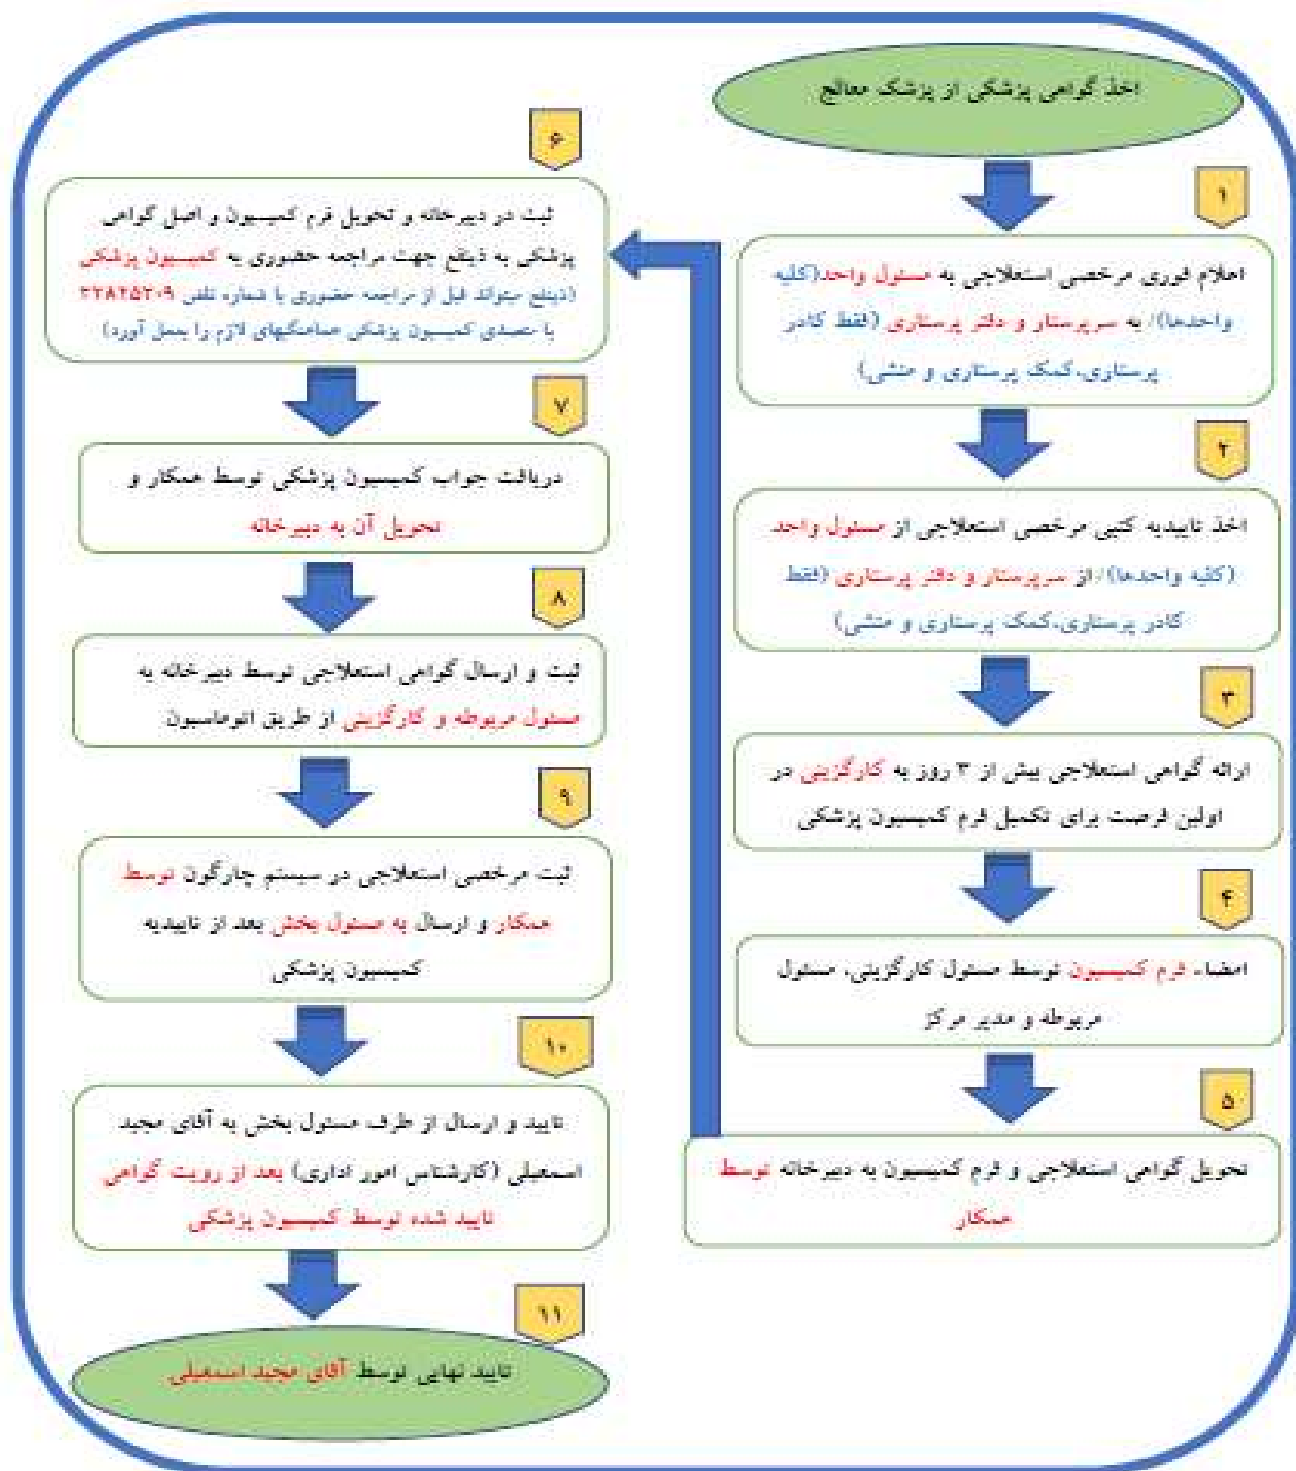 اخذ گواهی پزشکی از پزشک معالج
۱
اعلام فوری مرخصی استعلاجی به مسئول واحد(کلیه
واحدها)/ به سرپرستار و دفتر پرستاری (فقط کادر
پرستاری،کمک پرستاری و منشی)
۲
اخذ تاییدیه کتبی مرخصی استعلاجی از مسئول واحد
(کلیه واحدها)/از سرپرستار و دفتر پرستاری (فقط
کادر پرستاری،کمک پرستاری و منشی)
۳
ارائه گواهی استعلاجی بیش از ۳ روز به کارگزینی در
اولین فرصت برای تکمیل فرم کمیسیون پزشکی
۴
امضاء فرم کمیسیون توسط مسئول کارگزینی، مسئول
مربوطه و مدیر مرکز
۵
تحویل گواهی استعلاجی و فرم کمیسیون به دبیرخانه توسط
همکار
۶
ثبت در دبیرخانه و تحویل فرم کمیسیون و اصل گواهی
پزشکی به ذینفع جهت مراجعه حضوری به کمیسیون پزشکی
(ذینفع میتواند قبل از مراجعه حضوری با شماره تلفن
با متصدی کمیسیون پزشکی هماهنگیهای لازم را بعمل آورد)
۷
دریافت جواب کمیسیون پزشکی توسط همکار و
تحویل آن به دبیرخانه
۸
ثبت و ارسال گواهی استعلاجی توسط دبیرخانه به
مسئول مربوطه و کارگزینی از طریق اتوماسیون
۹
ثبت مرخصی استعلاجی در سیستم چارگون توسط
همکار و ارسال به مسئول بخش بعد از تاییدیه
کمیسیون پزشکی
۱۰
تایید و ارسال از طرف مسئول بخش به آقای مجید
اسمعیلی (کارشناس امور اداری) بعد از رویت گواهی
تایید شده توسط کمیسیون پزشکی
۱۱
تایید نهایی توسط آقای مجید اسمعیلی